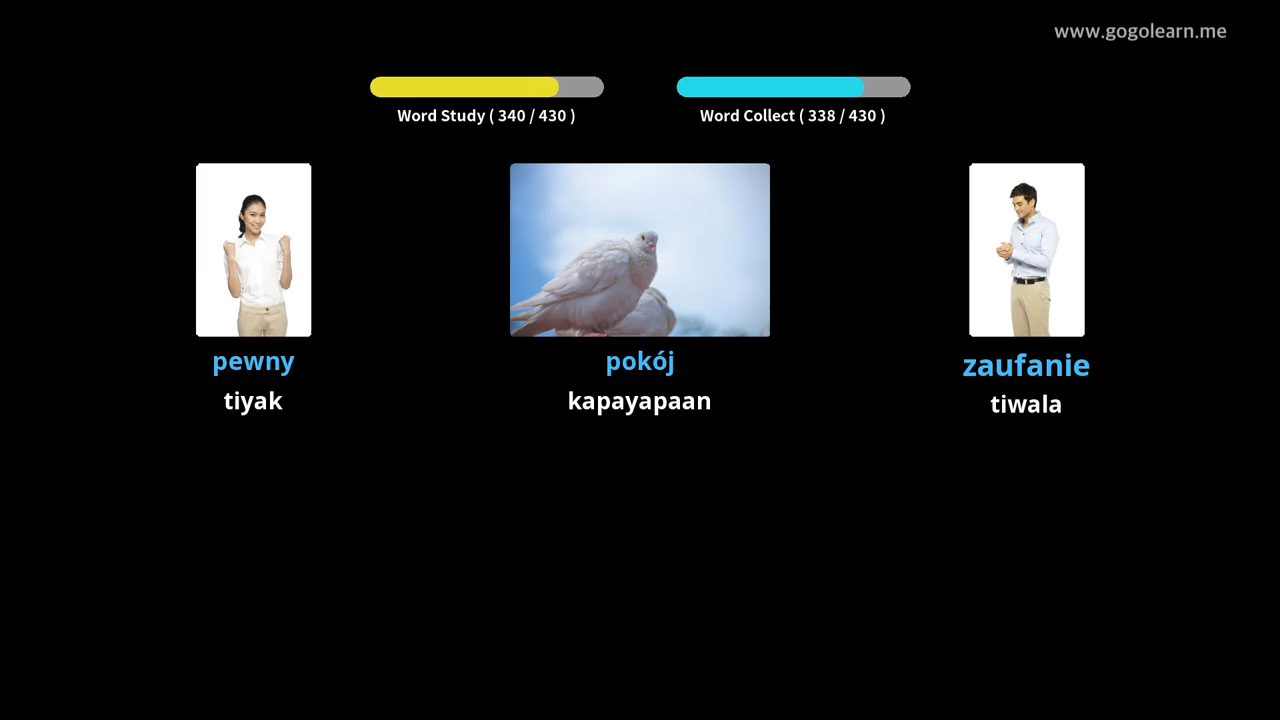 www.gogolearn.me
Word Study ( 340 / 430 )
Word Collect ( 338 / 430 )
pewny
pokój
zaufanie
tiyak
kapayapaan
tiwala